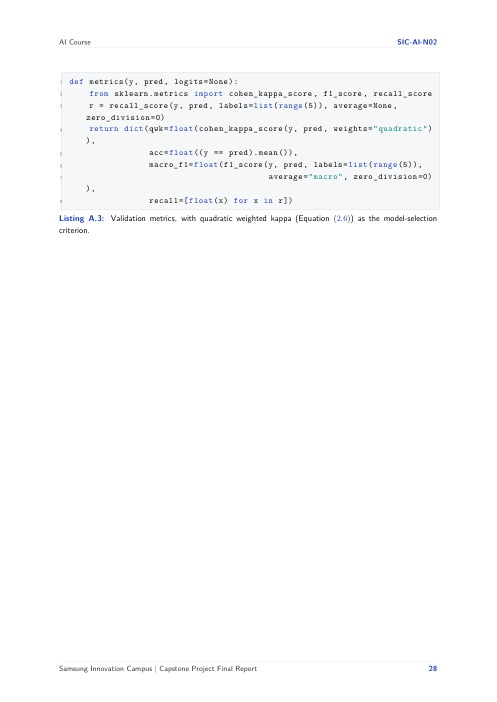 AI Course SIC-AI-N02
1 def metrics(y, pred, logits=None):
2 from sklearn.metrics import cohen_kappa_score, f1_score, recall_score
3 r = recall_score(y, pred, labels=list(range(5)), average=None,
zero_division=0)
4 return dict(qwk=float(cohen_kappa_score(y, pred, weights="quadratic")
),
5 acc=float((y == pred).mean()),
6 macro_f1=float(f1_score(y, pred, labels=list(range(5)),
7 average="macro", zero_division=0)
),
8 recall=[float(x) for x in r])
Listing A.3: Validation metrics, with quadratic weighted kappa (Equation (2.6)) as the model-selection
criterion.
Samsung Innovation Campus | Capstone Project Final Report 28